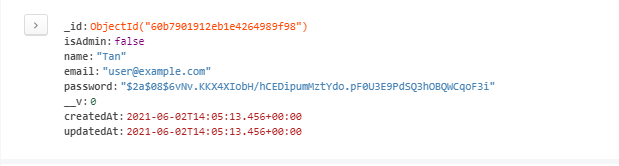 _id: ObjectId("60b7901912eb1e4264989f98")
isAdmin: false
name: "Tan"
email: "user@example.com"
password: "$2a$08$6vNv.KKX4XIobH/hCEDipumMztYdo.pF0U3E9PdSQ3hOBQWCqoF3i"
__v: 0
createdAt: 2021-06-02T14:05:13.456+00:00
updatedAt: 2021-06-02T14:05:13.456+00:00